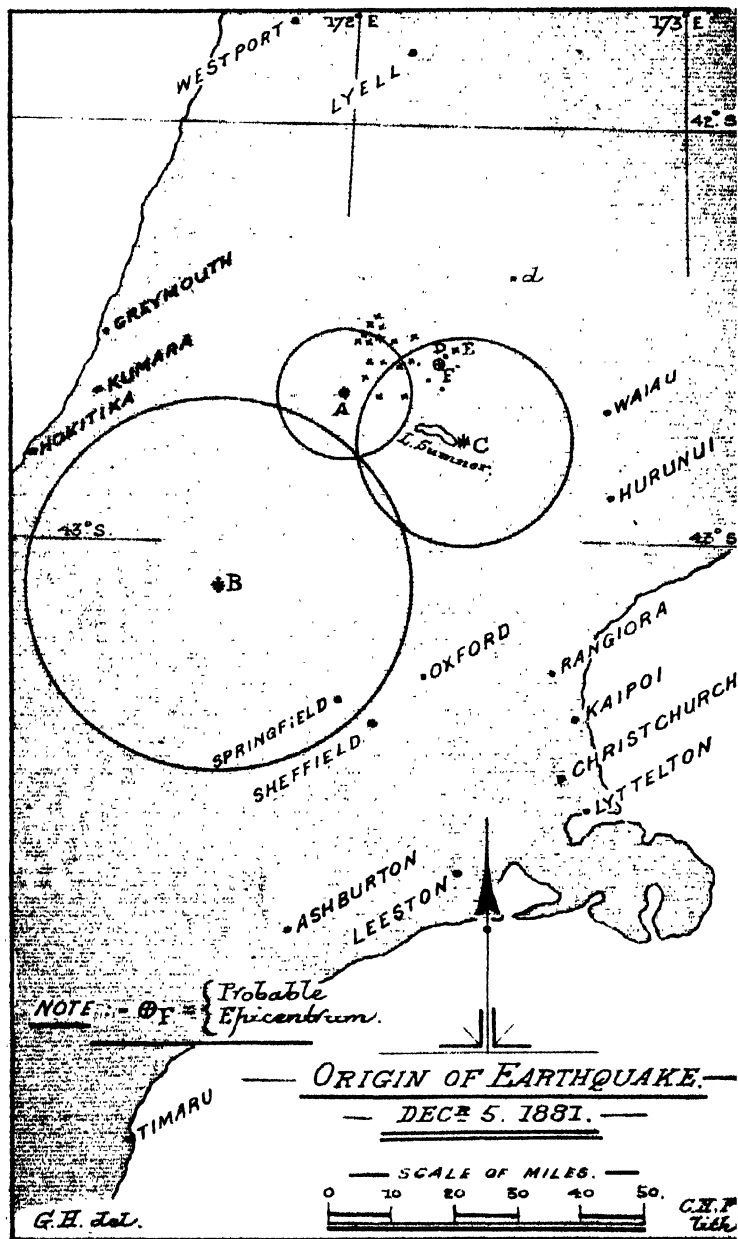 172° E
173 E
WESTPORT
LYELL
42° S
d
GREYMOUTH
KUMARA
HOKITIKA
D
E
F
A
C
L. Sumner.
WAIAU
HURUNUI
43° S.
43° S
B
OXFORD
RANGIORA
KAIPOI
SPRINGFIELD
SHEFFIELD
CHRISTCHURCH
LYTTELTON
ASHBURTON
LEESTON
NOTE:- ⊕F = { Probable
Epicentrum.
ORIGIN OF EARTHQUAKE.
DECR 5. 1881.
TIMARU
SCALE OF MILES.
0 10 20 30 40 50.
G.H. del.
C.H.P
lith